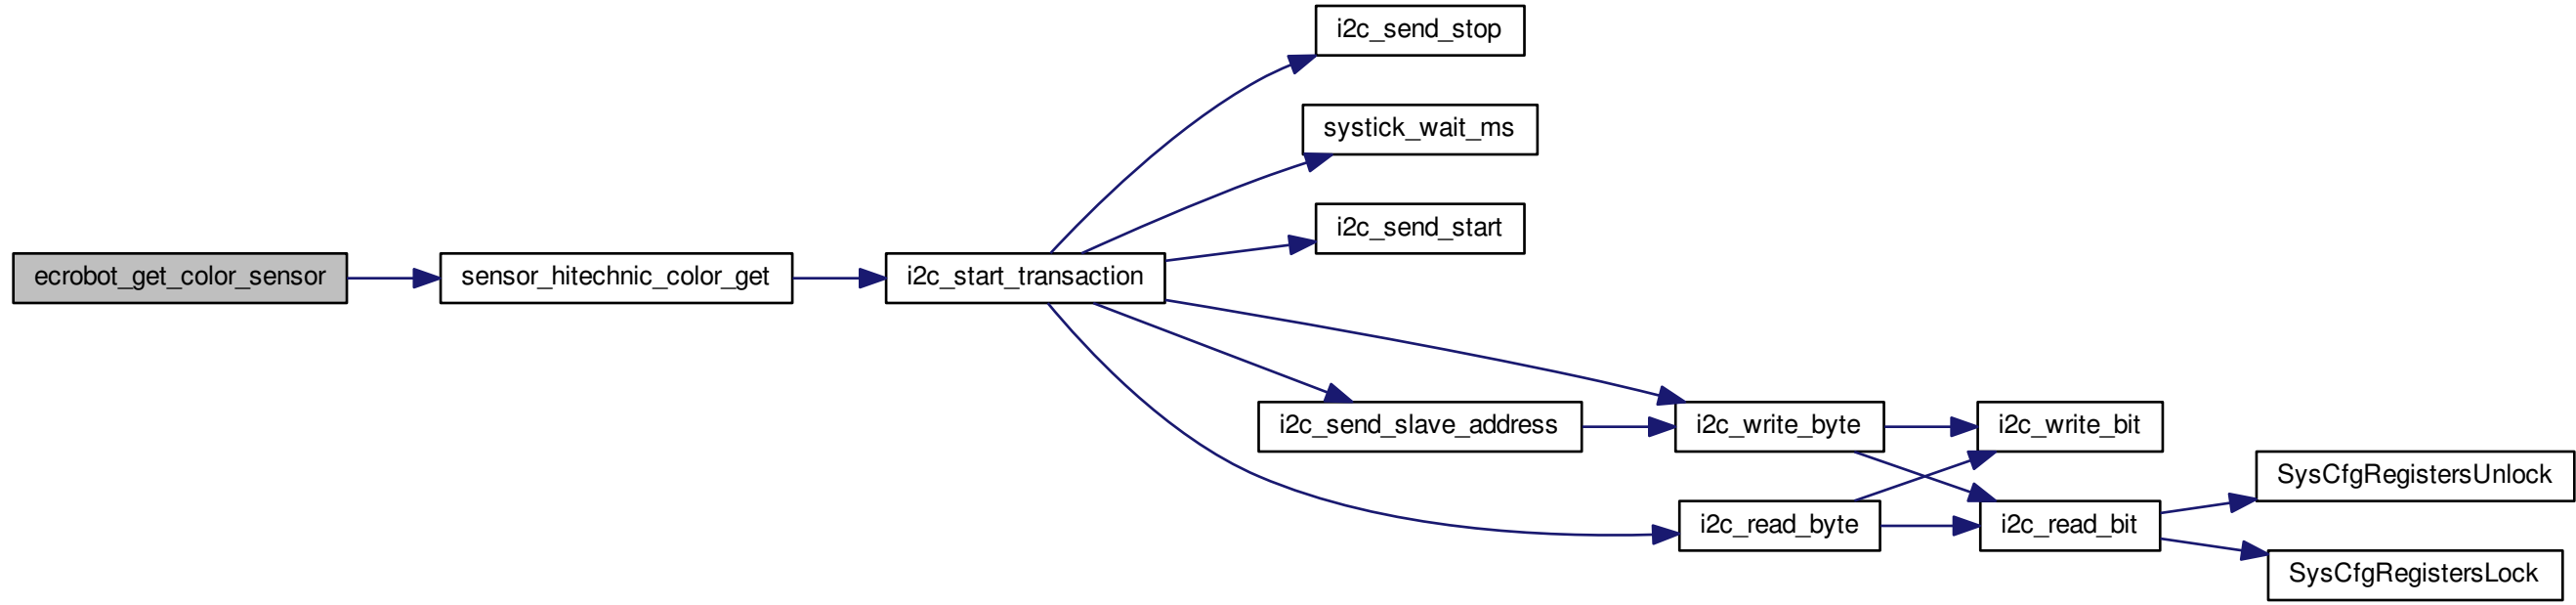 i2c_send_stop
systick_wait_ms
i2c_send_start
ecrobot_get_color_sensor
sensor_hitechnic_color_get
i2c_start_transaction
i2c_send_slave_address
i2c_write_byte
i2c_write_bit
SysCfgRegistersUnlock
i2c_read_byte
i2c_read_bit
SysCfgRegistersLock